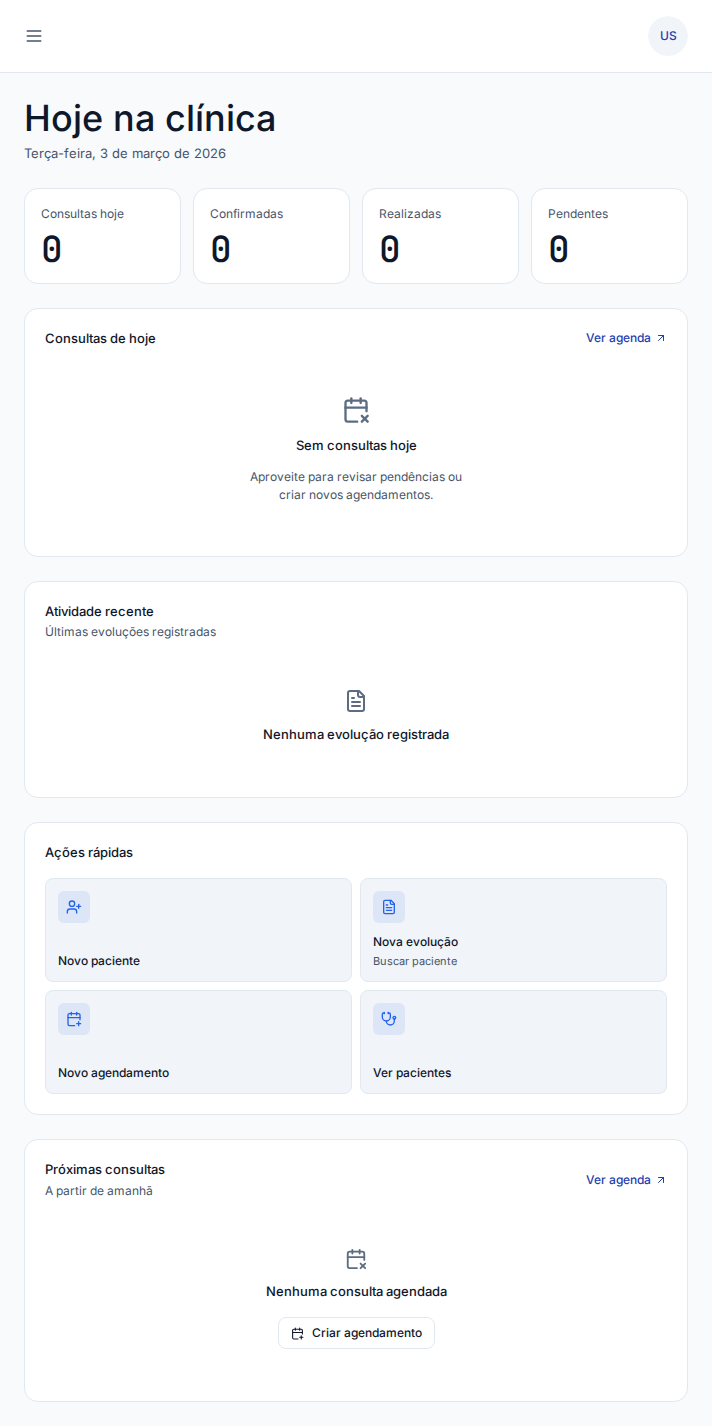 US
Hoje na clínica
Terça-feira, 3 de março de 2026
Consultas hoje
0
Confirmadas
0
Realizadas
0
Pendentes
0
Consultas de hoje
Ver agenda
Sem consultas hoje
Aproveite para revisar pendências ou
criar novos agendamentos.
Atividade recente
Últimas evoluções registradas
Nenhuma evolução registrada
Ações rápidas
Novo paciente
Nova evolução
Buscar paciente
Novo agendamento
Ver pacientes
Próximas consultas
A partir de amanhã
Ver agenda
Nenhuma consulta agendada
Criar agendamento